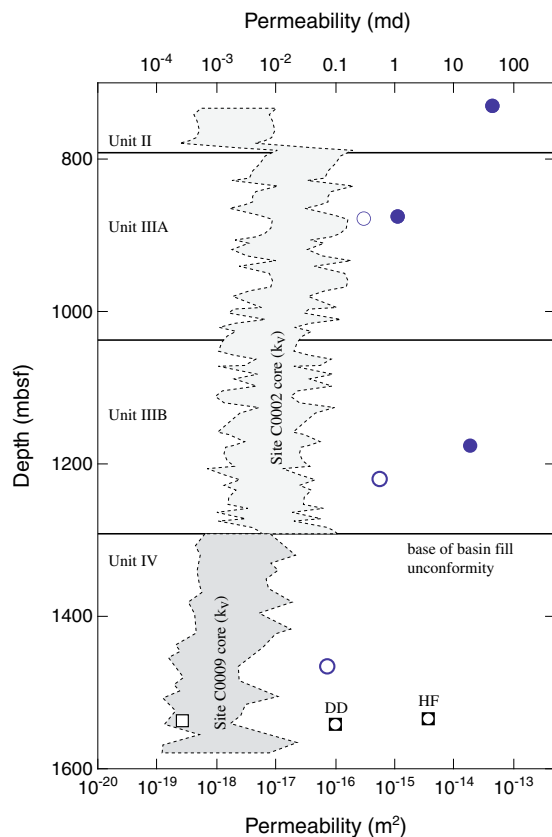 Permeability (md)
10⁻⁴ 10⁻³ 10⁻² 0.1 1 10 100
Unit II
800
Unit IIIA
1000
Site C0002 core (kᵥ)
Depth (mbsf)
Unit IIIB
1200
base of basin fill
unconformity
Unit IV
1400
Site C0009 core (kᵥ)
DD HF
1600
10⁻²⁰ 10⁻¹⁹ 10⁻¹⁸ 10⁻¹⁷ 10⁻¹⁶ 10⁻¹⁵ 10⁻¹⁴ 10⁻¹³
Permeability (m²)